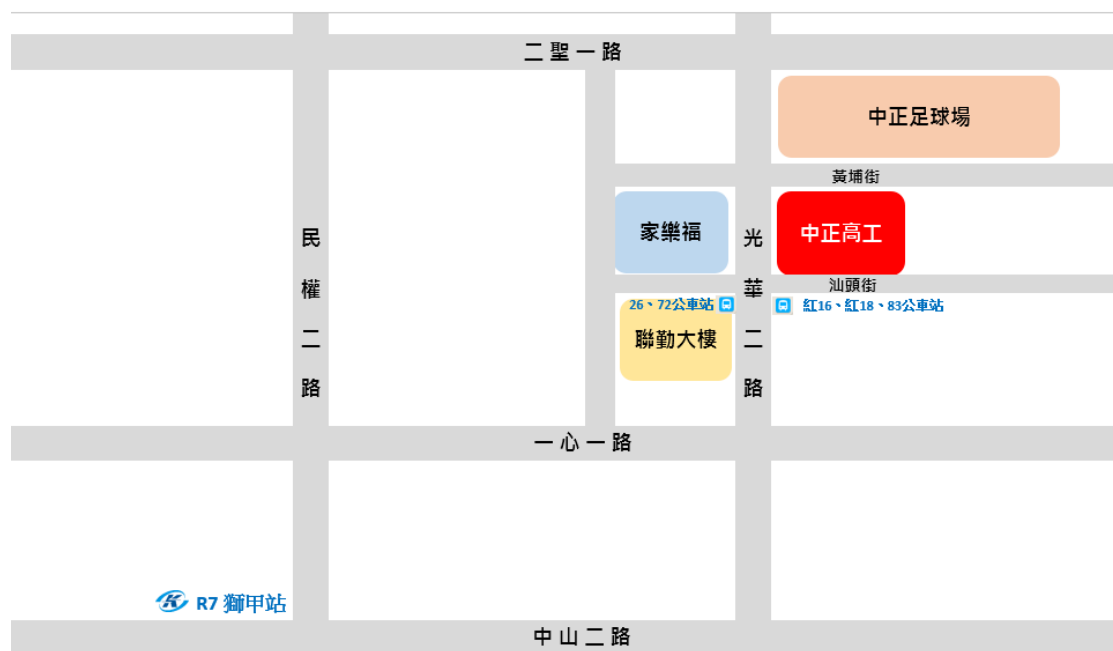 二聖一路
中正足球場
黃埔街
民權二路
家樂福
光華二路
中正高工
汕頭街
26、72公車站
紅16、紅18、83公車站
聯勤大樓
一心一路
K R7 獅甲站
中山二路